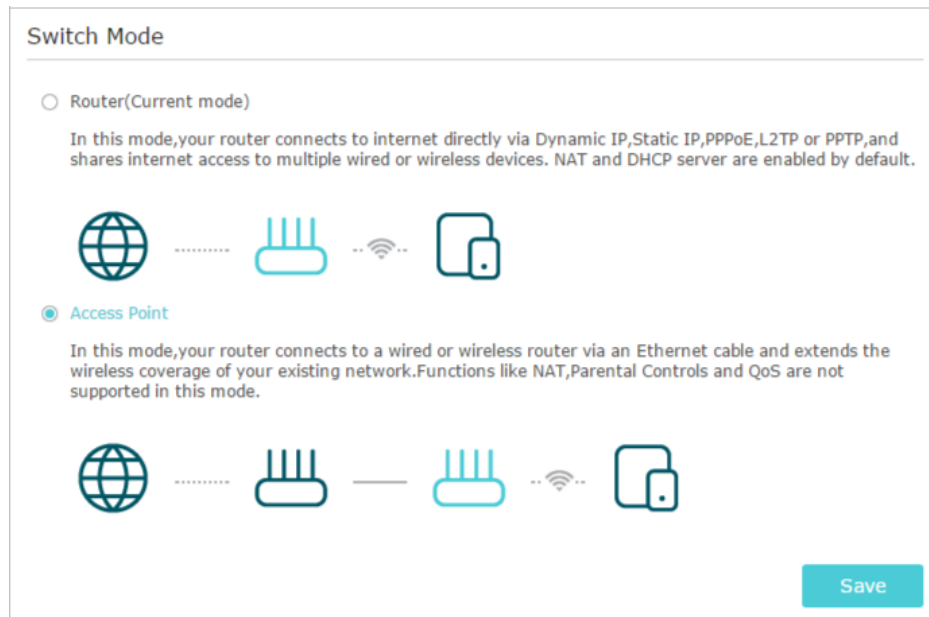 Switch Mode
Router(Current mode)
In this mode,your router connects to internet directly via Dynamic IP,Static IP,PPPoE,L2TP or PPTP,and
shares internet access to multiple wired or wireless devices. NAT and DHCP server are enabled by default.
Access Point
In this mode,your router connects to a wired or wireless router via an Ethernet cable and extends the
wireless coverage of your existing network.Functions like NAT,Parental Controls and QoS are not
supported in this mode.
Save